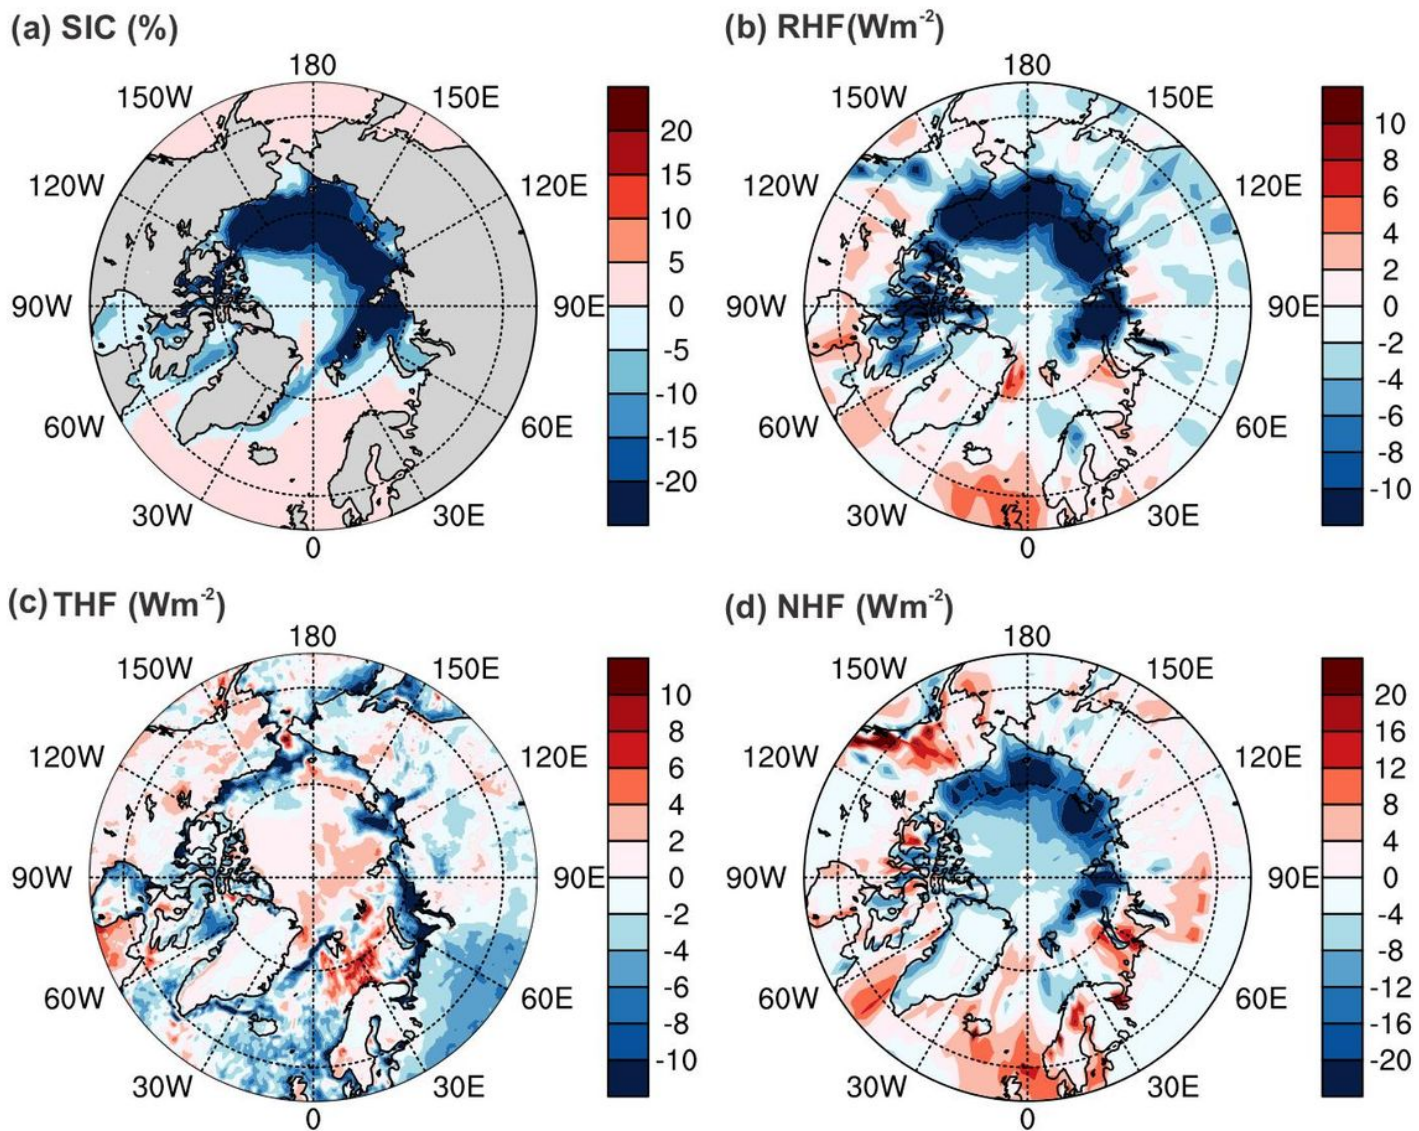 (a) SIC (%)
180
150W
150E
120W
120E
90W
90E
60W
60E
30W
30E
0
20
15
10
5
0
-5
-10
-15
-20
(b) RHF(Wm⁻²)
180
150W
150E
120W
120E
90W
90E
60W
60E
30W
30E
0
10
8
6
4
2
0
-2
-4
-6
-8
-10
(c) THF (Wm⁻²)
180
150W
150E
120W
120E
90W
90E
60W
60E
30W
30E
0
10
8
6
4
2
0
-2
-4
-6
-8
-10
(d) NHF (Wm⁻²)
180
150W
150E
120W
120E
90W
90E
60W
60E
30W
30E
0
20
16
12
8
4
0
-4
-8
-12
-16
-20